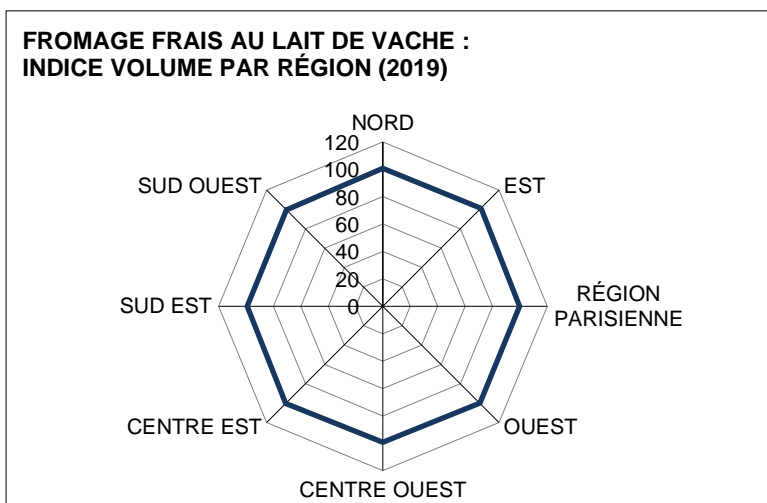 FROMAGE FRAIS AU LAIT DE VACHE :
INDICE VOLUME PAR RÉGION (2019)
NORD
120
100
80
60
40
20
0
EST
RÉGION
PARISIENNE
OUEST
CENTRE OUEST
CENTRE EST
SUD EST
SUD OUEST